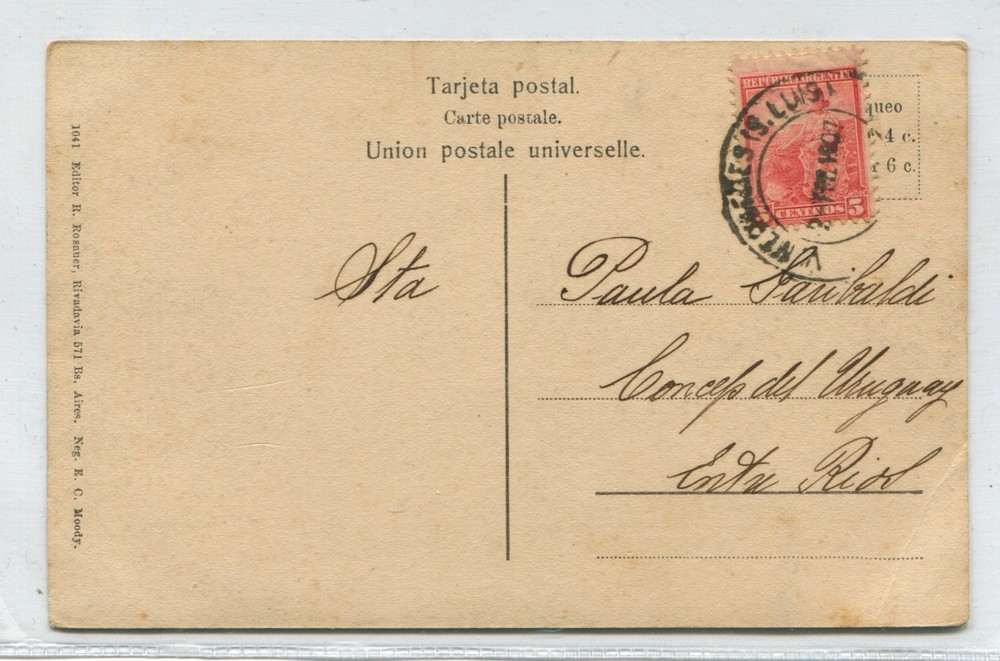 Tarjeta postal.
Carte postale.
Union postale universelle.
REPUBLICA ARGENTINA
CENTAVOS 5
(S. LUIS)
queo
4 c.
r 6 c.
Sta Paula Garibaldi
Concep del Uruguay
Entre Rios
1041 Editor R. Rosauer, Rivadavia 571 Bs. Aires. Neg. E. C. Moody.